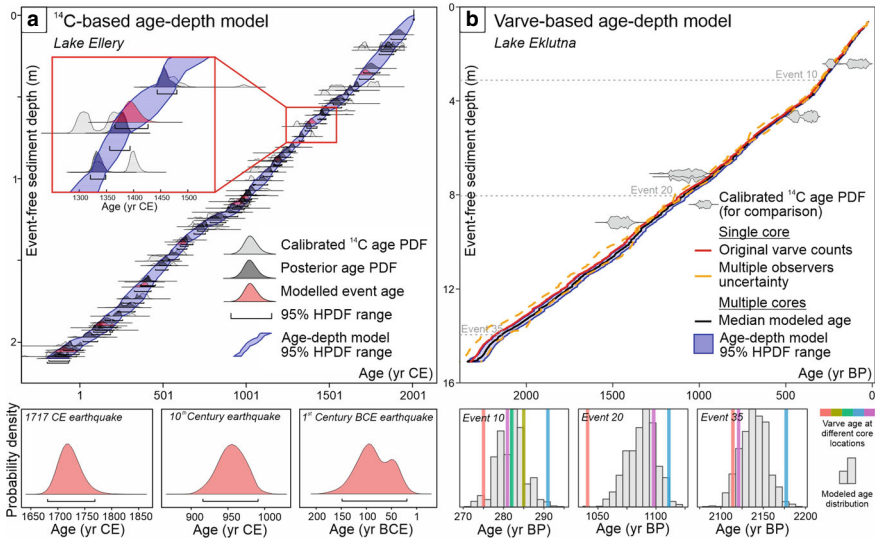 a
¹⁴C-based age-depth model
Lake Ellery
0
1
2
Event-free sediment depth (m)
1300 1350 1400 1450 1500
Age (yr CE)
Calibrated ¹⁴C age PDF
Posterior age PDF
Modelled event age
95% HPDF range
Age-depth model
95% HPDF range
Age (yr CE)
1 501 1001 1501 2001
Probability density
1717 CE earthquake
1650 1700 1750 1800 1850
Age (yr CE)
10th Century earthquake
900 950 1000
Age (yr CE)
1st Century BCE earthquake
200 150 100 50 1
Age (yr BCE)
b
Varve-based age-depth model
Lake Eklutna
0
4
8
12
16
Event-free sediment depth (m)
Event 10
Event 20
Event 35
Calibrated ¹⁴C age PDF
(for comparison)
Single core
Original varve counts
Multiple observers
uncertainty
Multiple cores
Median modeled age
Age-depth model
95% HPDF range
2000 1500 1000 500 0
Age (yr BP)
Event 10
270 280 290
Age (yr BP)
Event 20
1050 1100
Age (yr BP)
Event 35
2100 2150 2200
Age (yr BP)
Varve age at
different core
locations
Modeled age
distribution